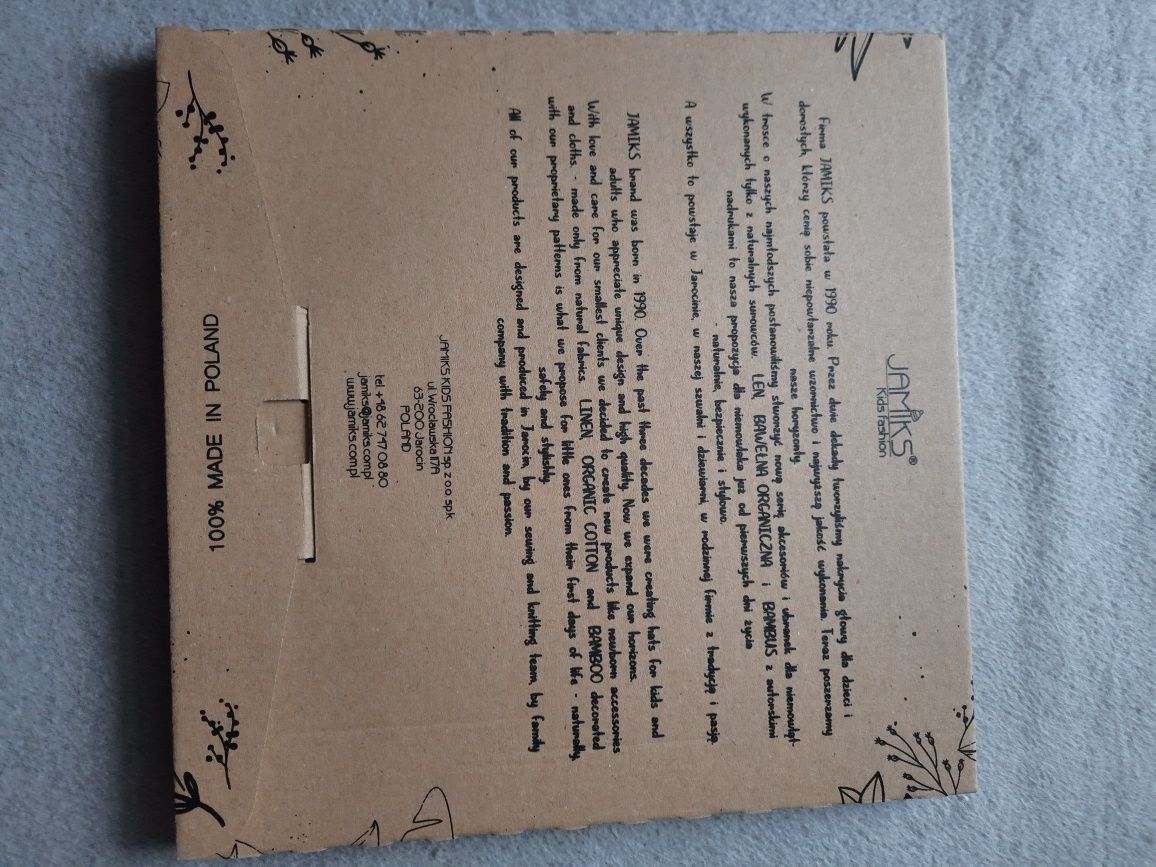 JAMIKS®
Kids Fashion
Firma JAMIKS powstała w 1990 roku. Przez dwie dekady tworzyliśmy nakrycia głowy dla dzieci i
dorosłych, którzy cenią sobie niepowtarzalne wzornictwo i najwyższą jakość wykonania. Teraz poszerzamy
nasze horyzonty.
W trosce o naszych najmłodszych postanowiliśmy stworzyć nową serię akcesoriów i ubranek dla niemowląt-
wykonanych tylko z naturalnych surowców. LEN, BAWEŁNA ORGANICZNA i BAMBUS z autorskimi
nadrukami to nasza propozycja dla niemowlaka już od pierwszych dni życia
- naturalnie, bezpiecznie i stylowo.
A wszystko to powstaje w Jarocinie, w naszej szwalni i dziewiarni, w rodzinnej firmie z tradycją i pasją.
JAMIKS brand was born in 1990. Over the past three decades we were creating hats for kids and
adults who appreciate unique design and high quality. Now we expand our horizons.
With love and care for our smallest clients we decided to create new products like newborn accessories
and cloths. - made only from natural fabrics. LINEN, ORGANIC COTTON and BAMBOO decorated
with our proprietary patterns is what we propose for little ones from their first days of life - naturally,
safely and stylishly.
All of our products are designed and produced in Jarocin, by our sewing and knitting team, by family
company with tradition and passion.
JAMIKS KIDS FASHION sp. z o.o. sp.k
ul. Wrocławska 117A
63-200 Jarocin
POLAND
tel. +48 62 747 08 80
jamiks@jamiks.com.pl
www.jamiks.com.pl
100% MADE IN POLAND